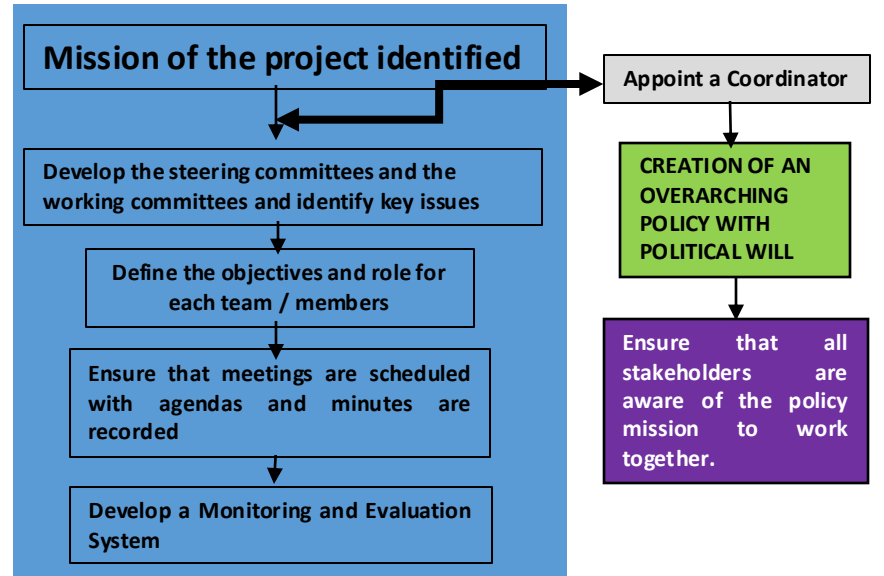 Mission of the project identified
Develop the steering committees and the
working committees and identify key issues
Define the objectives and role for
each team / members
Ensure that meetings are scheduled
with agendas and minutes are
recorded
Develop a Monitoring and Evaluation
System
Appoint a Coordinator
CREATION OF AN
OVERARCHING
POLICY WITH
POLITICAL WILL
Ensure that all
stakeholders are
aware of the policy
mission to work
together.